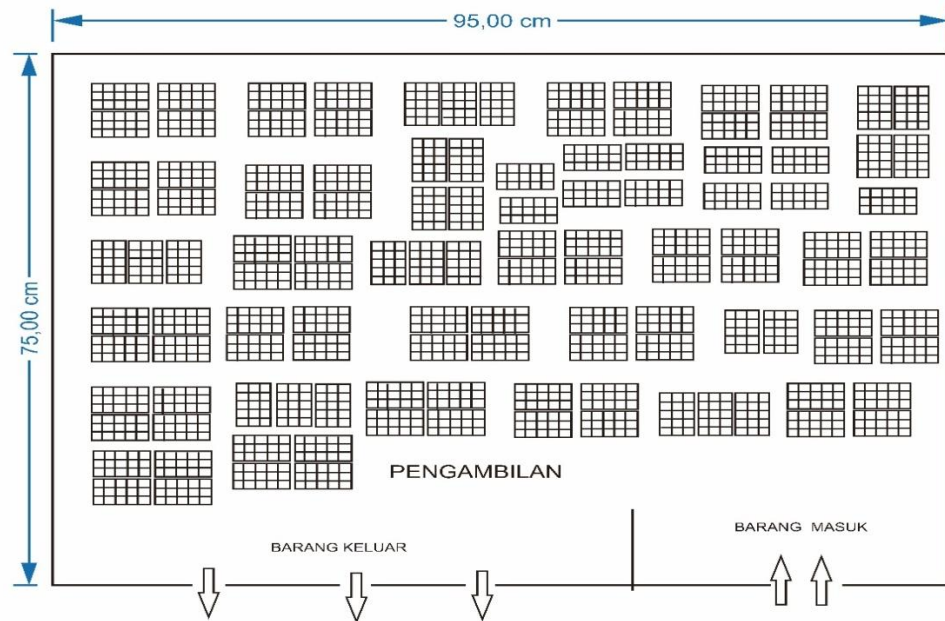 95,00 cm
75,00 cm
PENGAMBILAN
BARANG KELUAR
BARANG MASUK